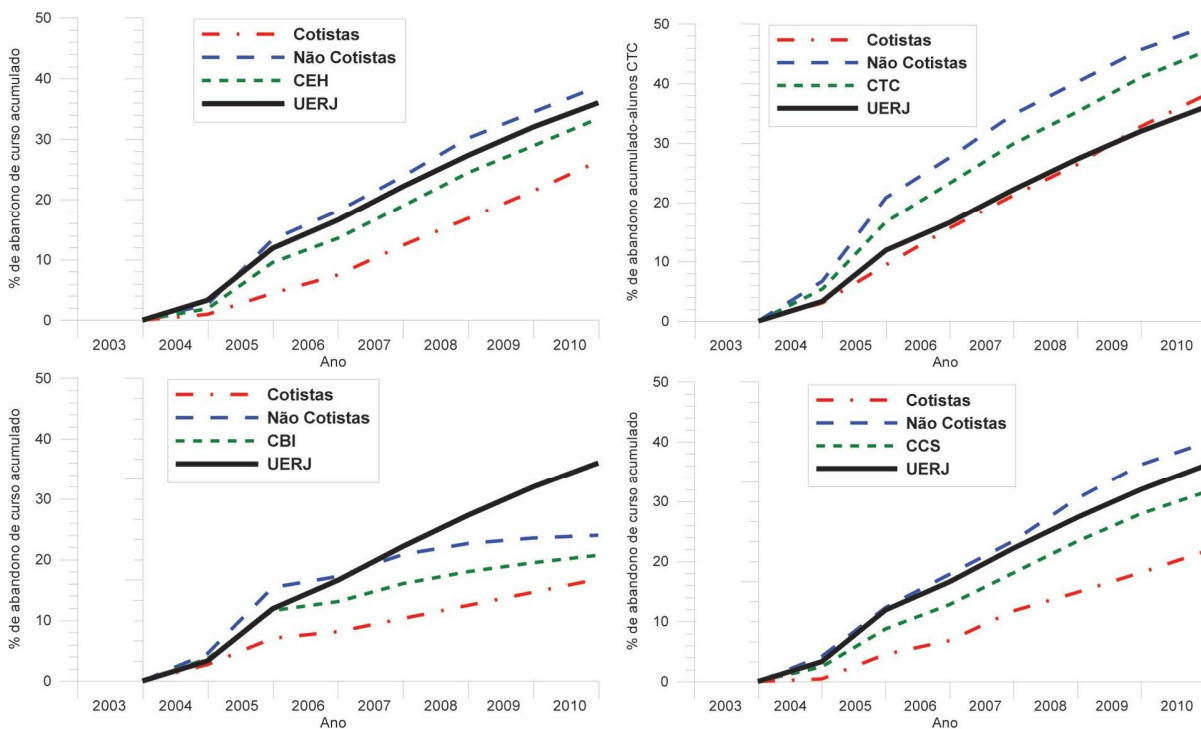 % de abancono de curso acumulado
50
40
30
20
10
0
Cotistas
Não Cotistas
CEH
UERJ
2003 2004 2005 2006 2007 2008 2009 2010
Ano
% de abandono acumulado-alunos CTC
50
40
30
20
10
0
Cotistas
Não Cotistas
CTC
UERJ
2003 2004 2005 2006 2007 2008 2009 2010
Ano
% de abandono de curso acumulado
50
40
30
20
10
0
Cotistas
Não Cotistas
CBI
UERJ
2003 2004 2005 2006 2007 2008 2009 2010
Ano
% de abandono de curso acumulado
50
40
30
20
10
0
Cotistas
Não Cotistas
CCS
UERJ
2003 2004 2005 2006 2007 2008 2009 2010
Ano